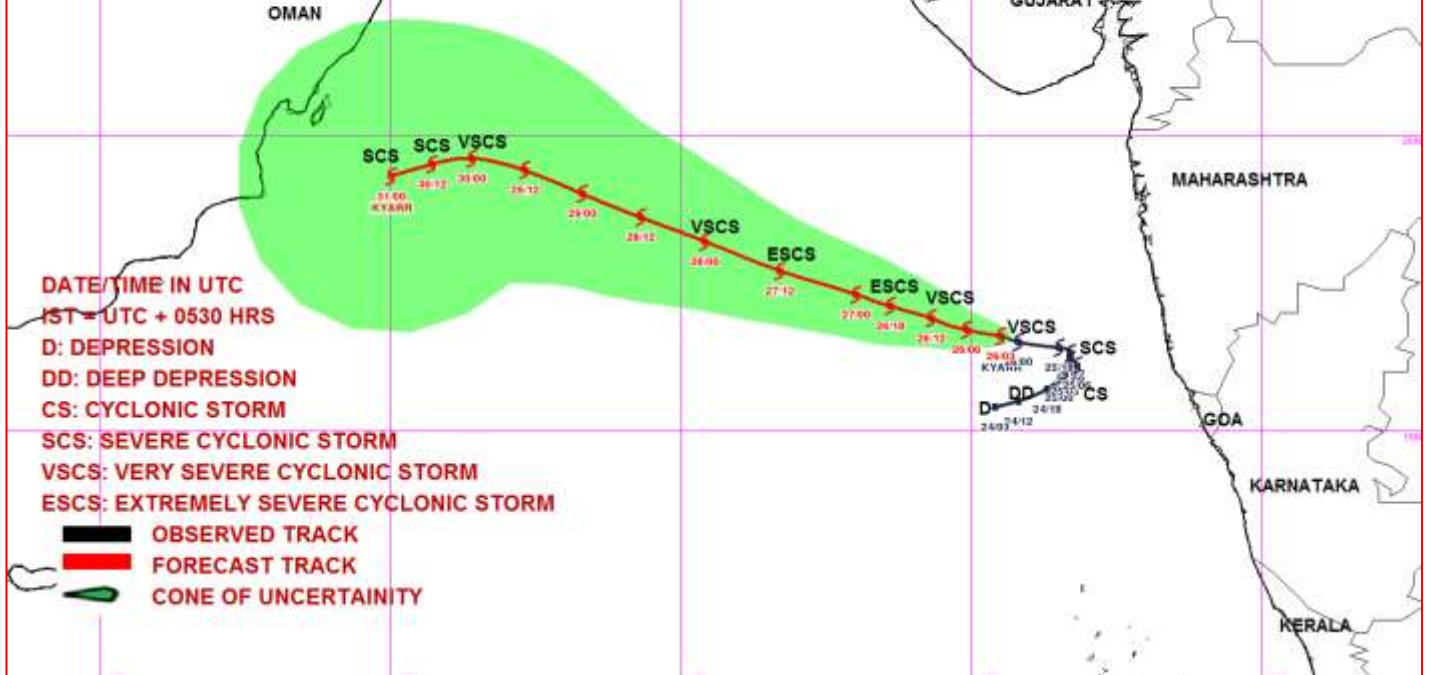 OMAN
GUJARAT
20N
VSCS
SCS
SCS
30/00
30/12
29/12
31/00
KYARR
29/00
MAHARASHTRA
28/12
VSCS
28/00
ESCS
27/12
ESCS
27/00
26/18
VSCS
26/12
26/06
VSCS
26/03
KYARR
SCS
CS
DD
D
24/18
24/12
24/03
GOA
15N
KARNATAKA
KERALA
DATE/TIME IN UTC
IST = UTC + 0530 HRS
D: DEPRESSION
DD: DEEP DEPRESSION
CS: CYCLONIC STORM
SCS: SEVERE CYCLONIC STORM
VSCS: VERY SEVERE CYCLONIC STORM
ESCS: EXTREMELY SEVERE CYCLONIC STORM
OBSERVED TRACK
FORECAST TRACK
CONE OF UNCERTAINITY